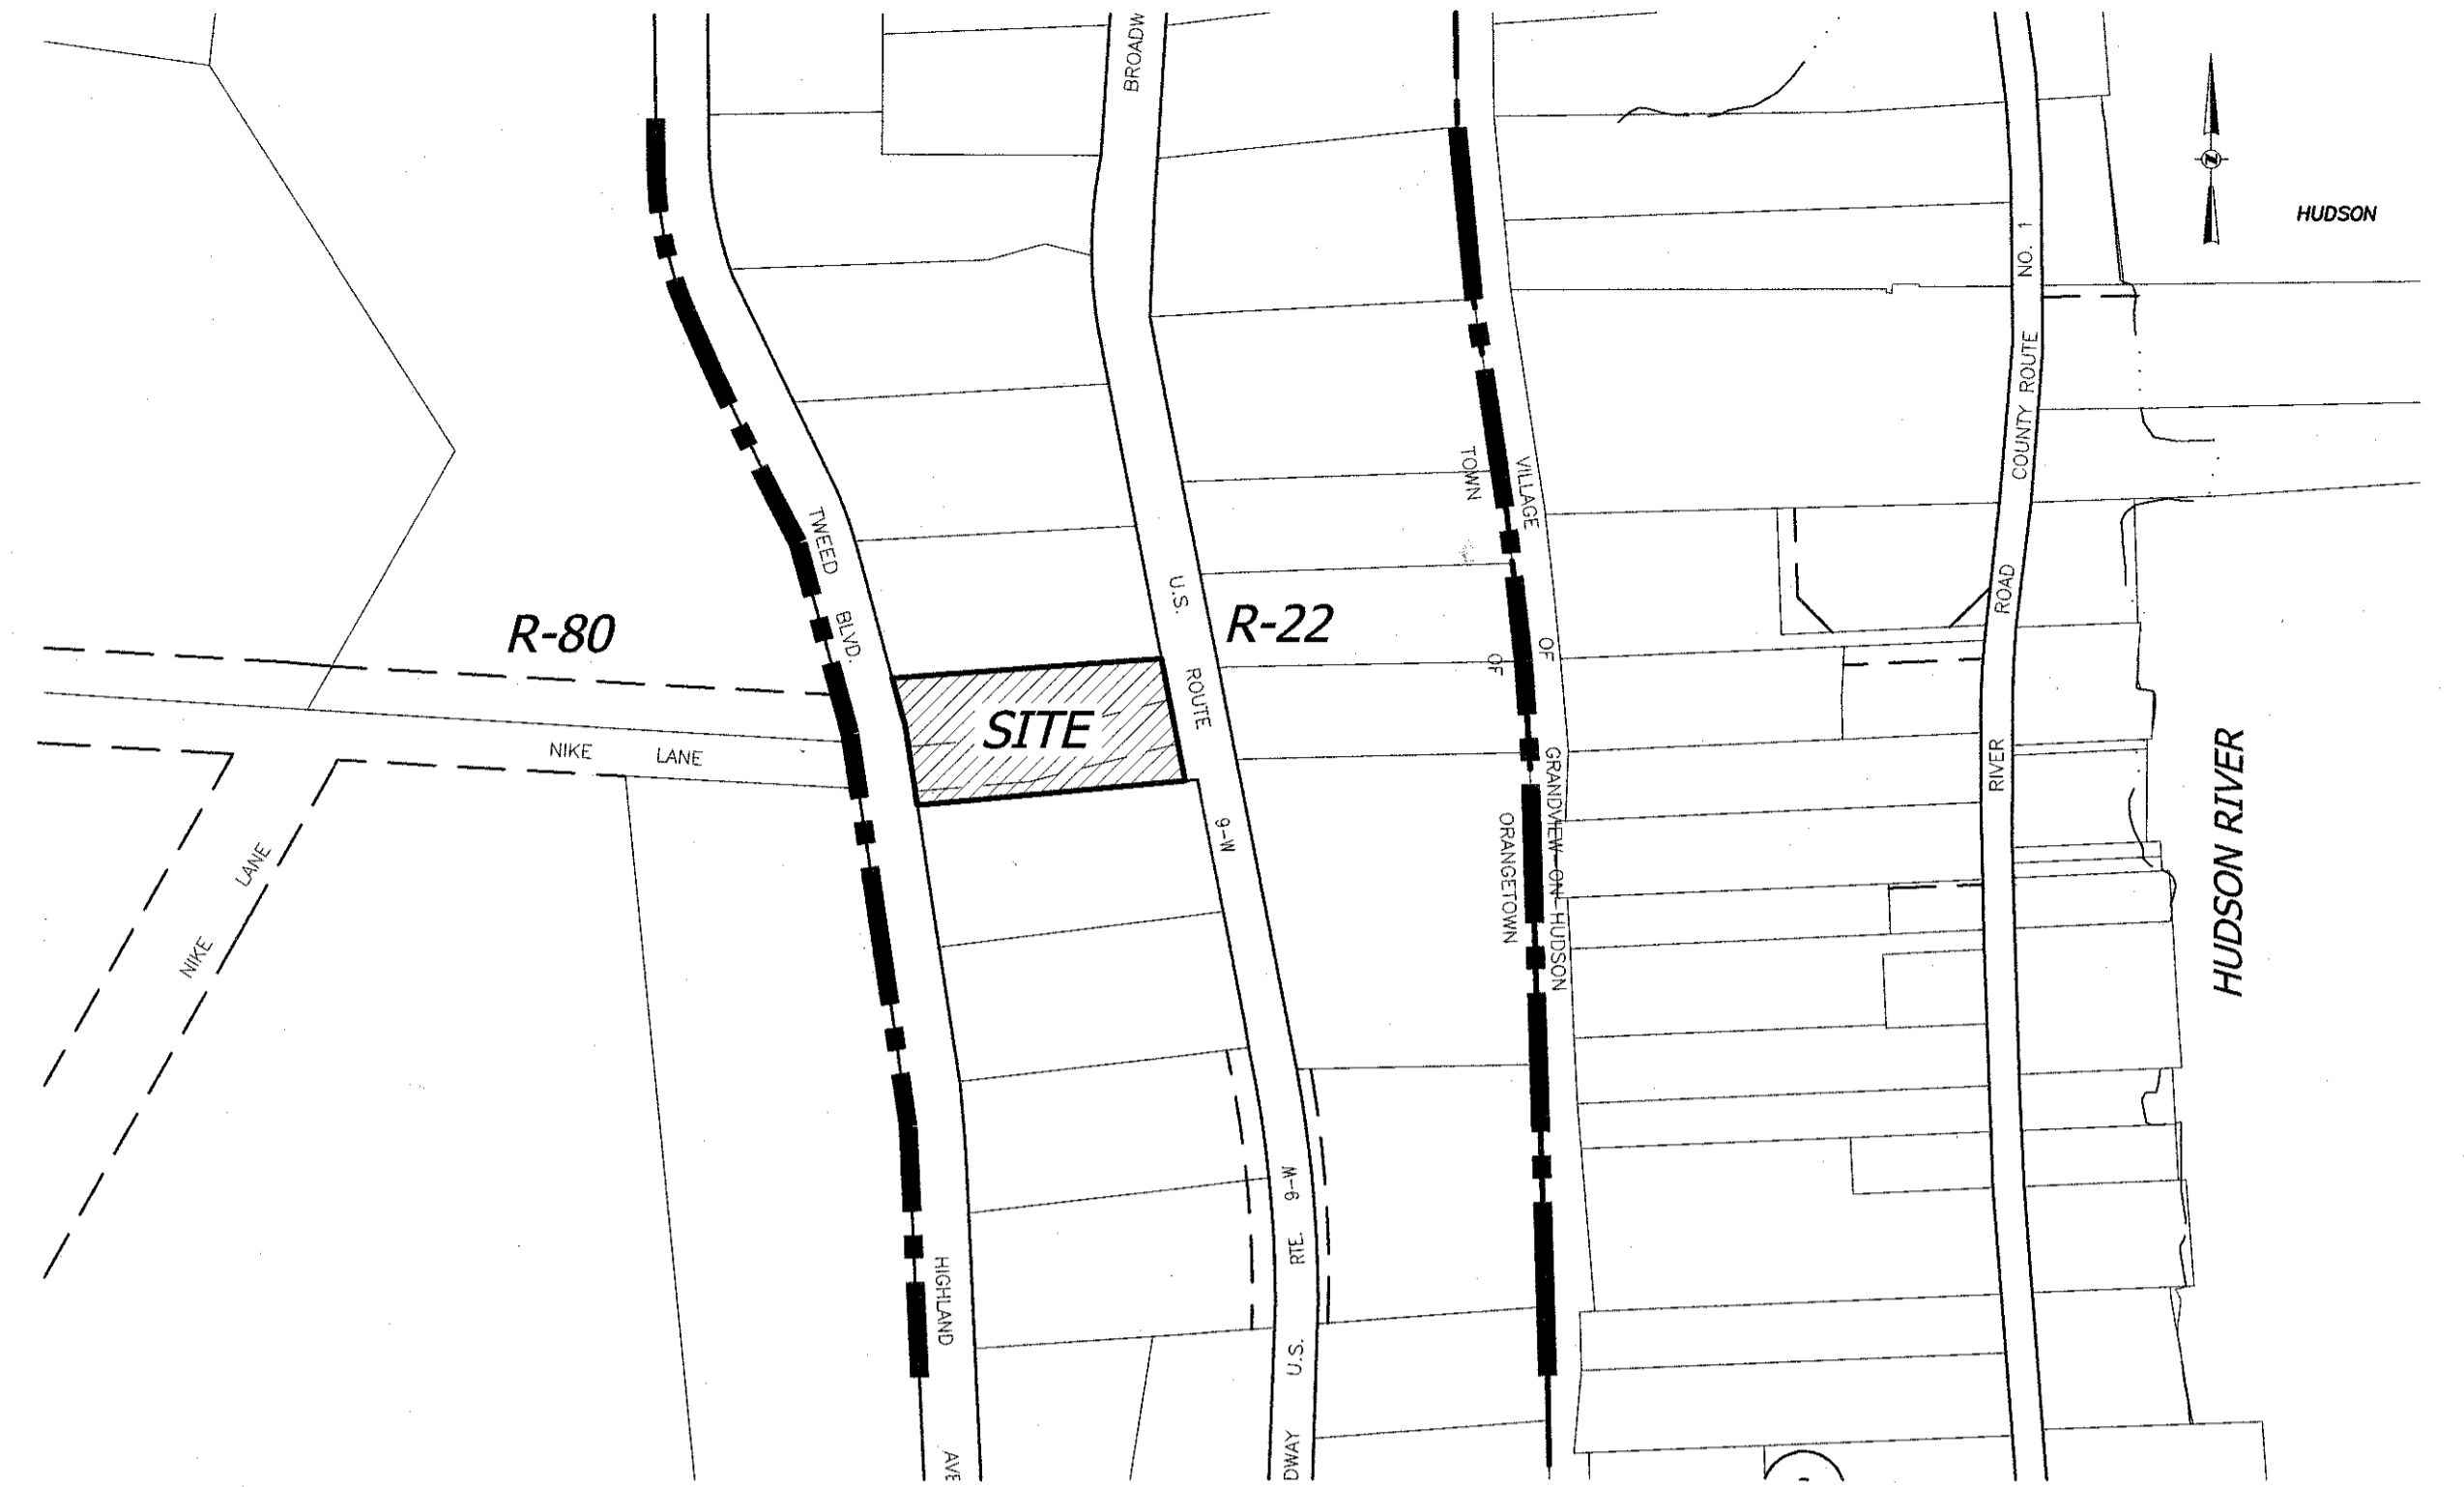 BROADW
HUDSON
COUNTY ROUTE NO. 1
TOWN
VILLAGE
TWEED BLVD.
R-80
U.S. ROUTE 9-W
R-22
OF
OF
RIVER ROAD
SITE
NIKE LANE
GRANDVIEW-ON-HUDSON
ORANGETOWN
HUDSON RIVER
NIKE LANE
HIGHLAND AVE
DWAY U.S. RTE. 9-W
N